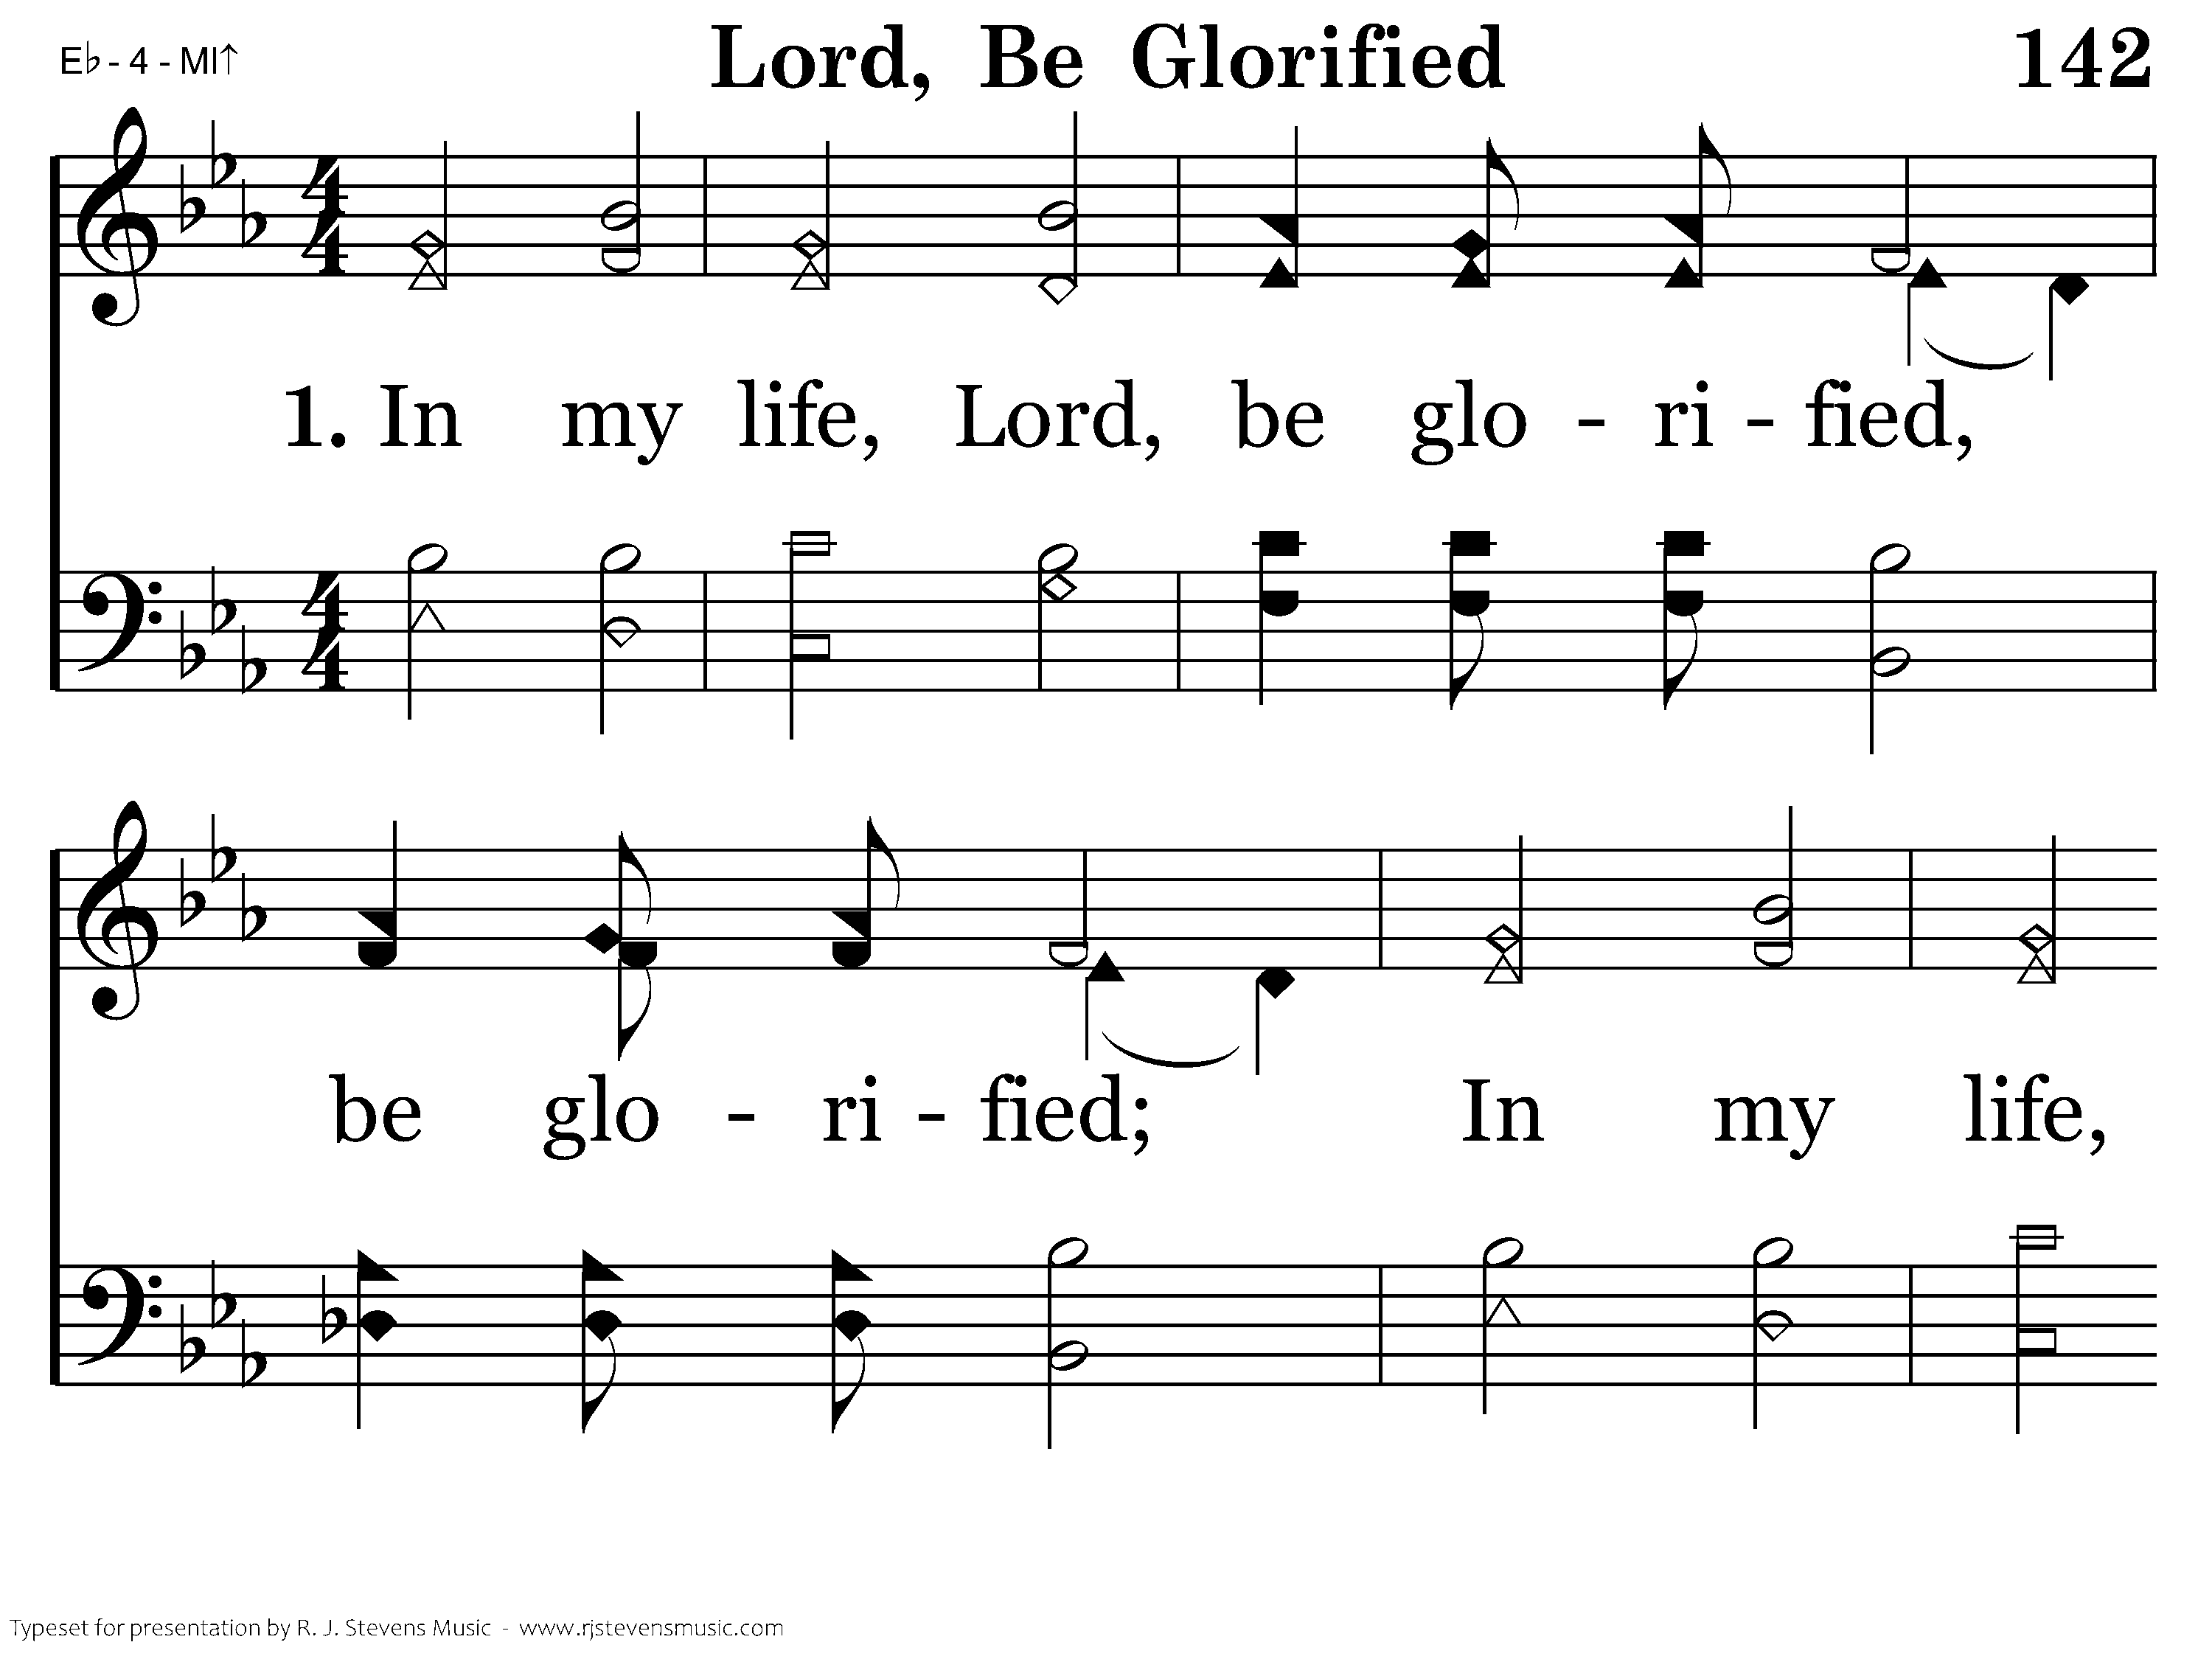 E♭ - 4 - MI↑ Lord, Be Glorified 142
1. In my life, Lord, be glo - ri - fied,
be glo - ri - fied; In my life,
Typeset for presentation by R. J. Stevens Music - www.rjstevensmusic.com